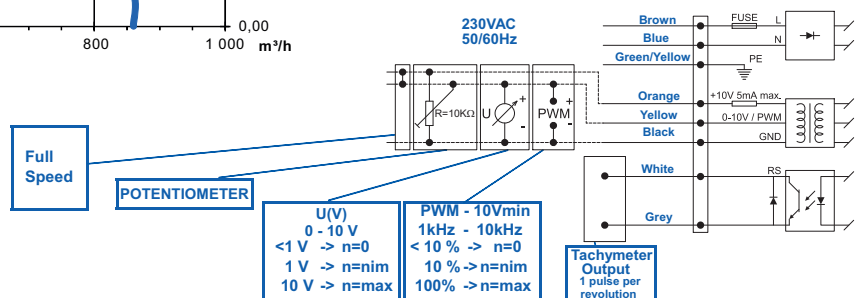 0,00
800
1 000
m³/h
230VAC
50/60Hz
Brown
FUSE
L
Blue
N
Green/Yellow
PE
Orange
+10V 5mA max.
Yellow
0-10V / PWM
Black
GND
White
RS
Grey
R=10KΩ
U
+
-
PWM
+
-
Full
Speed
POTENTIOMETER
U(V)
0 - 10 V
<1 V -> n=0
1 V -> n=nim
10 V -> n=max
PWM - 10Vmin
1kHz - 10kHz
< 10 % -> n=0
10 % -> n=nim
100% -> n=max
Tachymeter
Output
1 pulse per
revolution